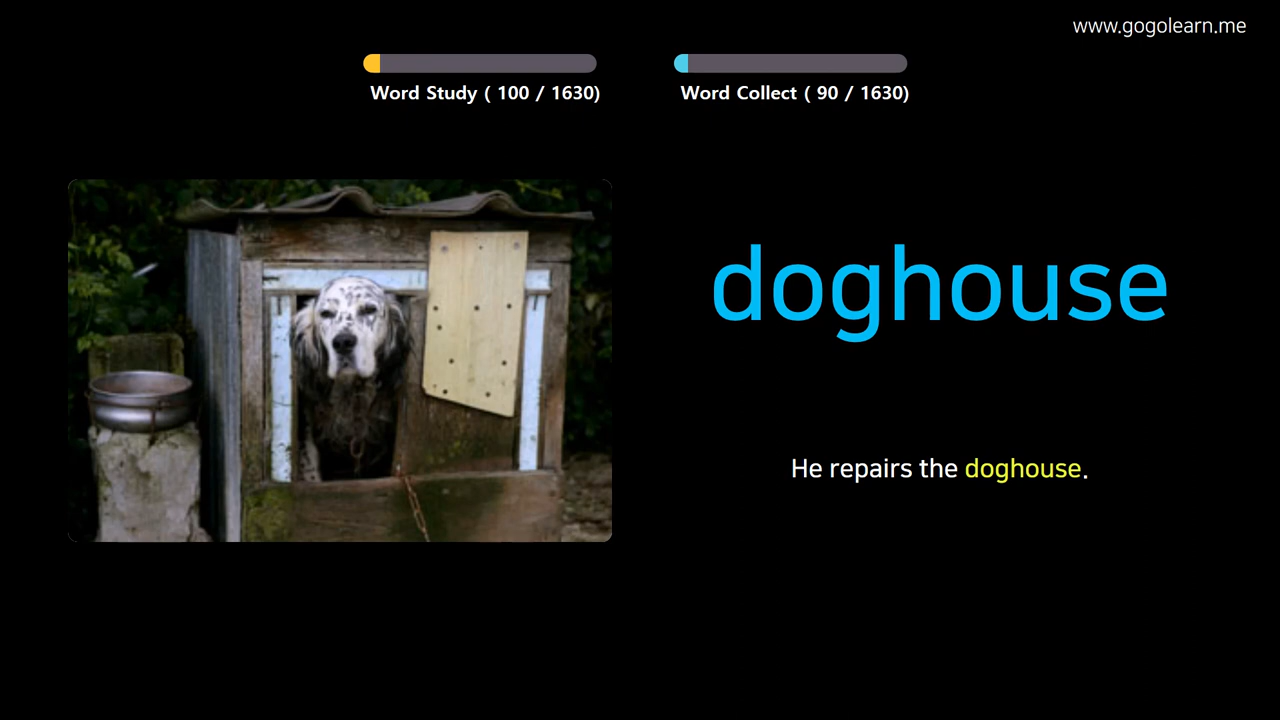 www.gogolearn.me
Word Study ( 100 / 1630)
Word Collect ( 90 / 1630)
doghouse
He repairs the doghouse.